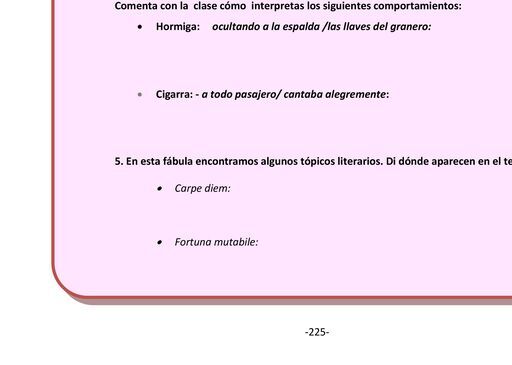 Comenta con la clase cómo interpretas los siguientes comportamientos:
• Hormiga: ocultando a la espalda /las llaves del granero:
• Cigarra: - a todo pasajero/ cantaba alegremente:
5. En esta fábula encontramos algunos tópicos literarios. Di dónde aparecen en el te
• Carpe diem:
• Fortuna mutabile:
-225-